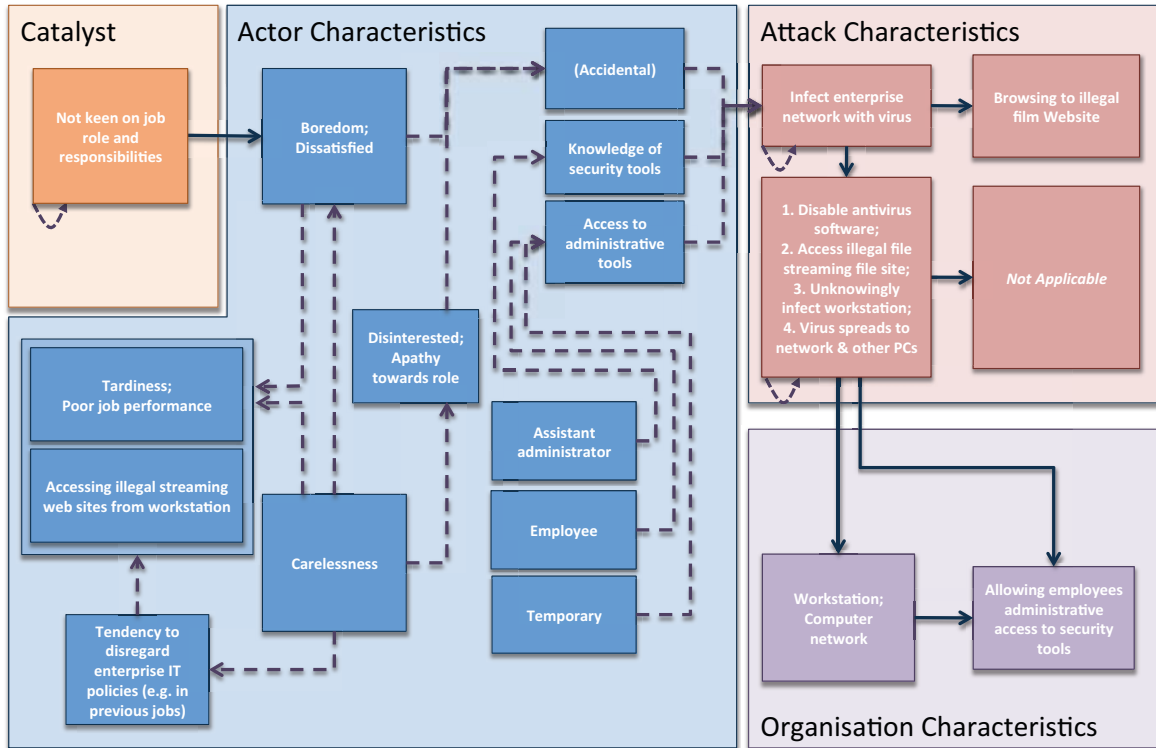 Catalyst
Not keen on job
role and
responsibilities
Actor Characteristics
Boredom;
Dissatisfied
(Accidental)
Knowledge of
security tools
Access to
administrative
tools
Disinterested;
Apathy
towards role
Tardiness;
Poor job performance
Accessing illegal streaming
web sites from workstation
Carelessness
Tendency to
disregard
enterprise IT
policies (e.g. in
previous jobs)
Assistant
administrator
Employee
Temporary
Attack Characteristics
Infect enterprise
network with virus
Browsing to illegal
film Website
1. Disable antivirus
software;
2. Access illegal file
streaming file site;
3. Unknowingly
infect workstation;
4. Virus spreads to
network & other PCs
Not Applicable
Workstation;
Computer
network
Allowing employees
administrative
access to security
tools
Organisation Characteristics